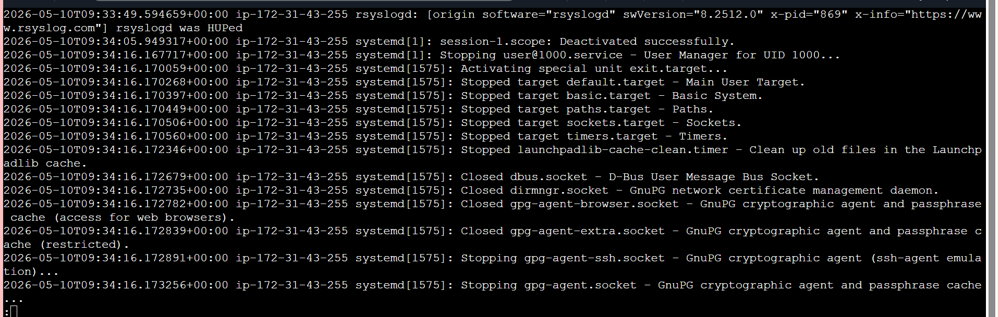 2026-05-10T09:33:49.594659+00:00 ip-172-31-43-255 rsyslogd: [origin software="rsyslogd" swVersion="8.2512.0" x-pid="869" x-info="https://ww
w.rsyslog.com"] rsyslogd was HUPed
2026-05-10T09:34:05.949317+00:00 ip-172-31-43-255 systemd[1]: session-1.scope: Deactivated successfully.
2026-05-10T09:34:16.167717+00:00 ip-172-31-43-255 systemd[1]: Stopping user@1000.service - User Manager for UID 1000...
2026-05-10T09:34:16.170059+00:00 ip-172-31-43-255 systemd[1575]: Activating special unit exit.target...
2026-05-10T09:34:16.170268+00:00 ip-172-31-43-255 systemd[1575]: Stopped target default.target - Main User Target.
2026-05-10T09:34:16.170397+00:00 ip-172-31-43-255 systemd[1575]: Stopped target basic.target - Basic System.
2026-05-10T09:34:16.170449+00:00 ip-172-31-43-255 systemd[1575]: Stopped target paths.target - Paths.
2026-05-10T09:34:16.170506+00:00 ip-172-31-43-255 systemd[1575]: Stopped target sockets.target - Sockets.
2026-05-10T09:34:16.170560+00:00 ip-172-31-43-255 systemd[1575]: Stopped target timers.target - Timers.
2026-05-10T09:34:16.172346+00:00 ip-172-31-43-255 systemd[1575]: Stopped launchpadlib-cache-clean.timer - Clean up old files in the Launchp
adlib cache.
2026-05-10T09:34:16.172679+00:00 ip-172-31-43-255 systemd[1575]: Closed dbus.socket - D-Bus User Message Bus Socket.
2026-05-10T09:34:16.172735+00:00 ip-172-31-43-255 systemd[1575]: Closed dirmngr.socket - GnuPG network certificate management daemon.
2026-05-10T09:34:16.172782+00:00 ip-172-31-43-255 systemd[1575]: Closed gpg-agent-browser.socket - GnuPG cryptographic agent and passphrase
 cache (access for web browsers).
2026-05-10T09:34:16.172839+00:00 ip-172-31-43-255 systemd[1575]: Closed gpg-agent-extra.socket - GnuPG cryptographic agent and passphrase c
ache (restricted).
2026-05-10T09:34:16.172891+00:00 ip-172-31-43-255 systemd[1575]: Stopping gpg-agent-ssh.socket - GnuPG cryptographic agent (ssh-agent emula
tion)...
2026-05-10T09:34:16.173256+00:00 ip-172-31-43-255 systemd[1575]: Stopping gpg-agent.socket - GnuPG cryptographic agent and passphrase cache
...
: